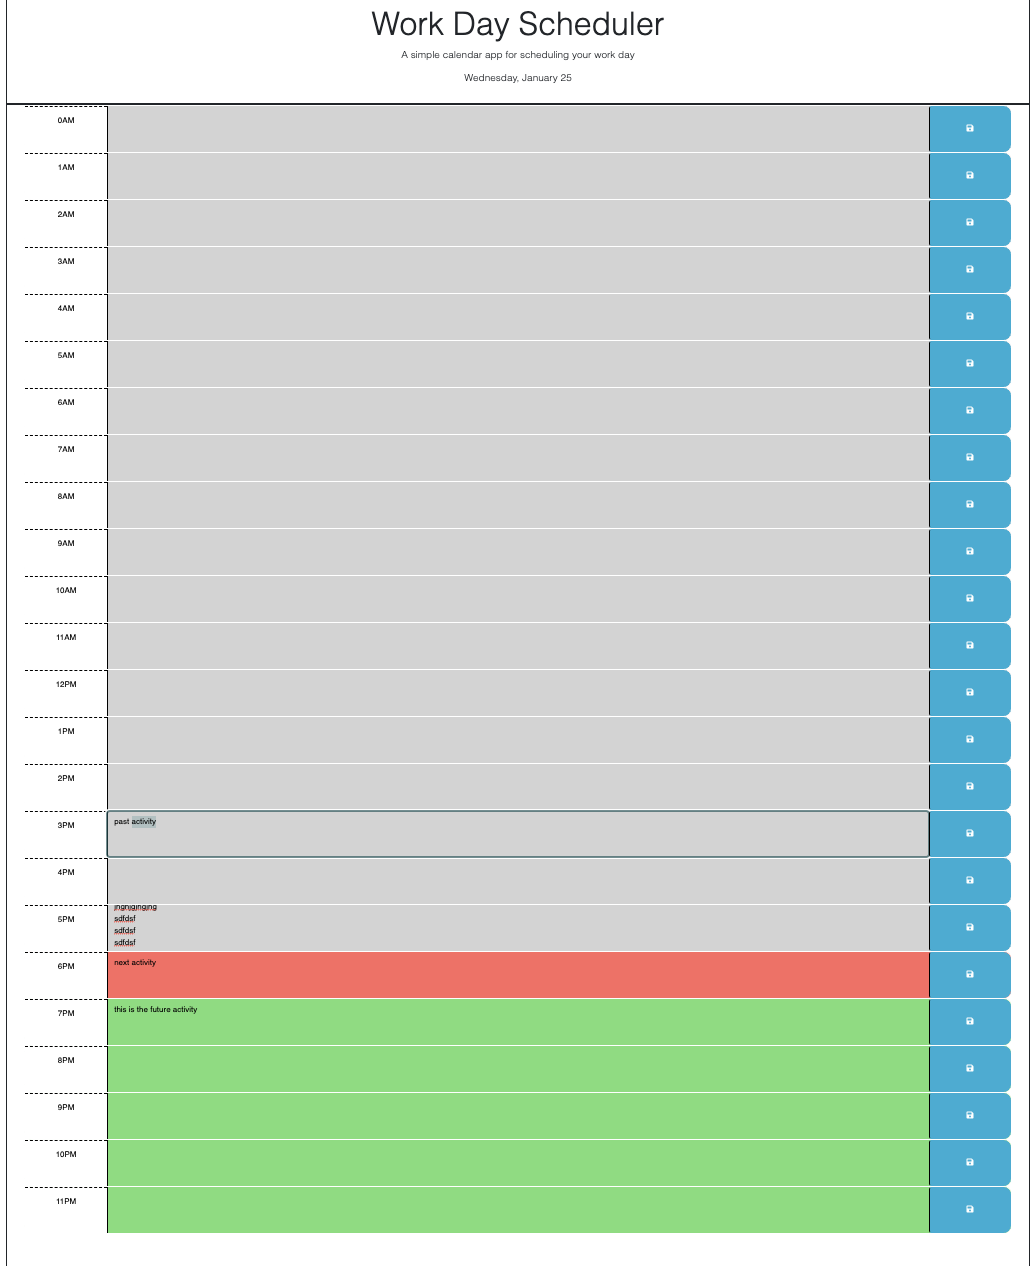 Work Day Scheduler
A simple calendar app for scheduling your work day
Wednesday, January 25
0AM
1AM
2AM
3AM
4AM
5AM
6AM
7AM
8AM
9AM
10AM
11AM
12PM
1PM
2PM
3PM
past activity
4PM
5PM
sdfdsf
sdfdsf
sdfdsf
6PM
next activity
7PM
this is the future activity
8PM
9PM
10PM
11PM